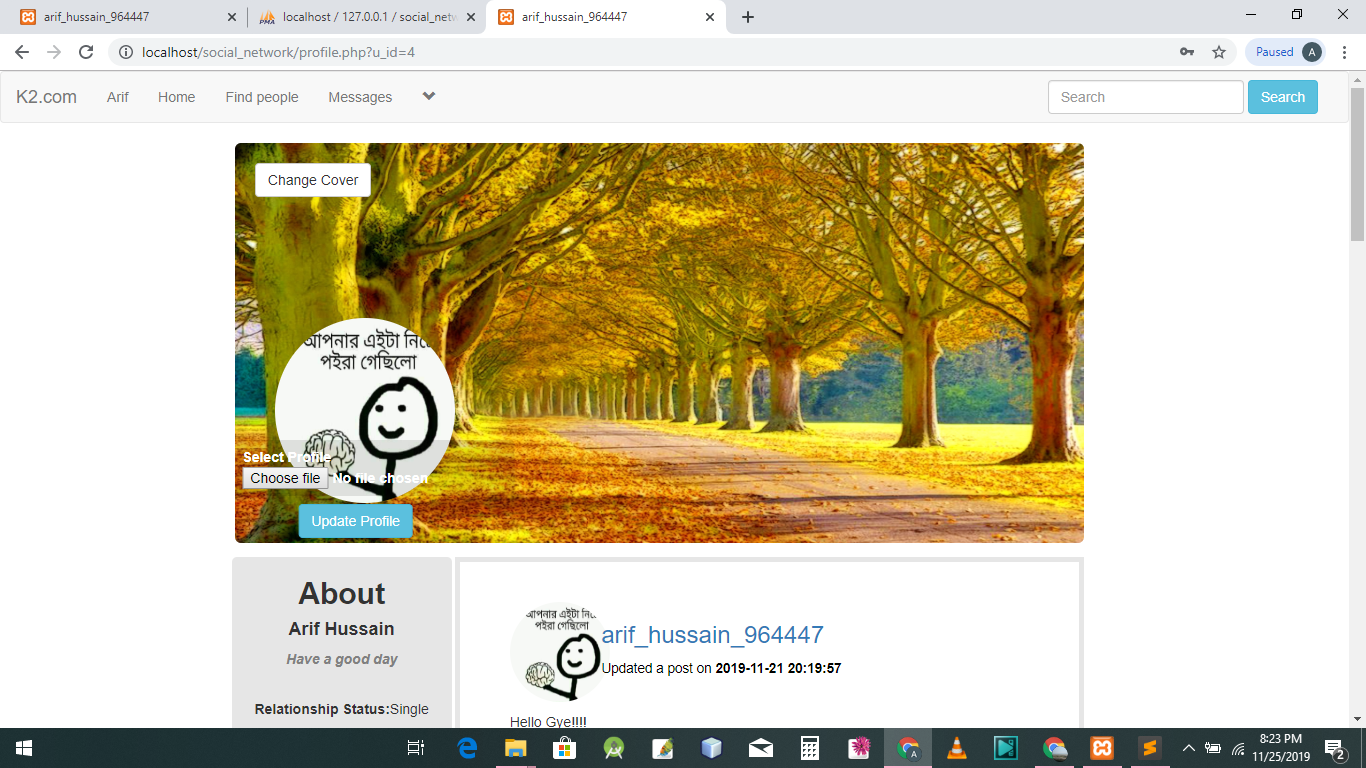 arif_hussain_964447
localhost / 127.0.0.1 / social_netw
arif_hussain_964447
localhost/social_network/profile.php?u_id=4
Paused A
K2.com Arif Home Find people Messages Search Search
Change Cover
আপনার এইটা নি
পইরা গেছিলো
Select Profile
Choose file No file chosen
Update Profile
About
Arif Hussain
Have a good day
Relationship Status:Single
আপনার এইটা নি
পইরা গেছিলো
arif_hussain_964447
Updated a post on 2019-11-21 20:19:57
Hello Gye!!!!
8:23 PM
11/25/2019
2